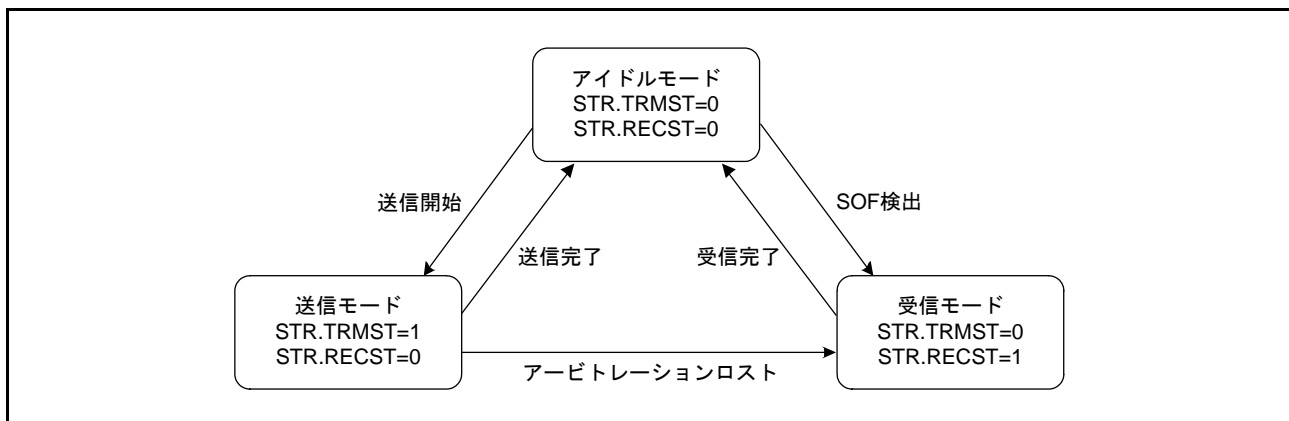 アイドルモード
STR.TRMST=0
STR.RECST=0
送信開始
SOF検出
送信完了
受信完了
送信モード
STR.TRMST=1
STR.RECST=0
受信モード
STR.TRMST=0
STR.RECST=1
アービトレーションロスト